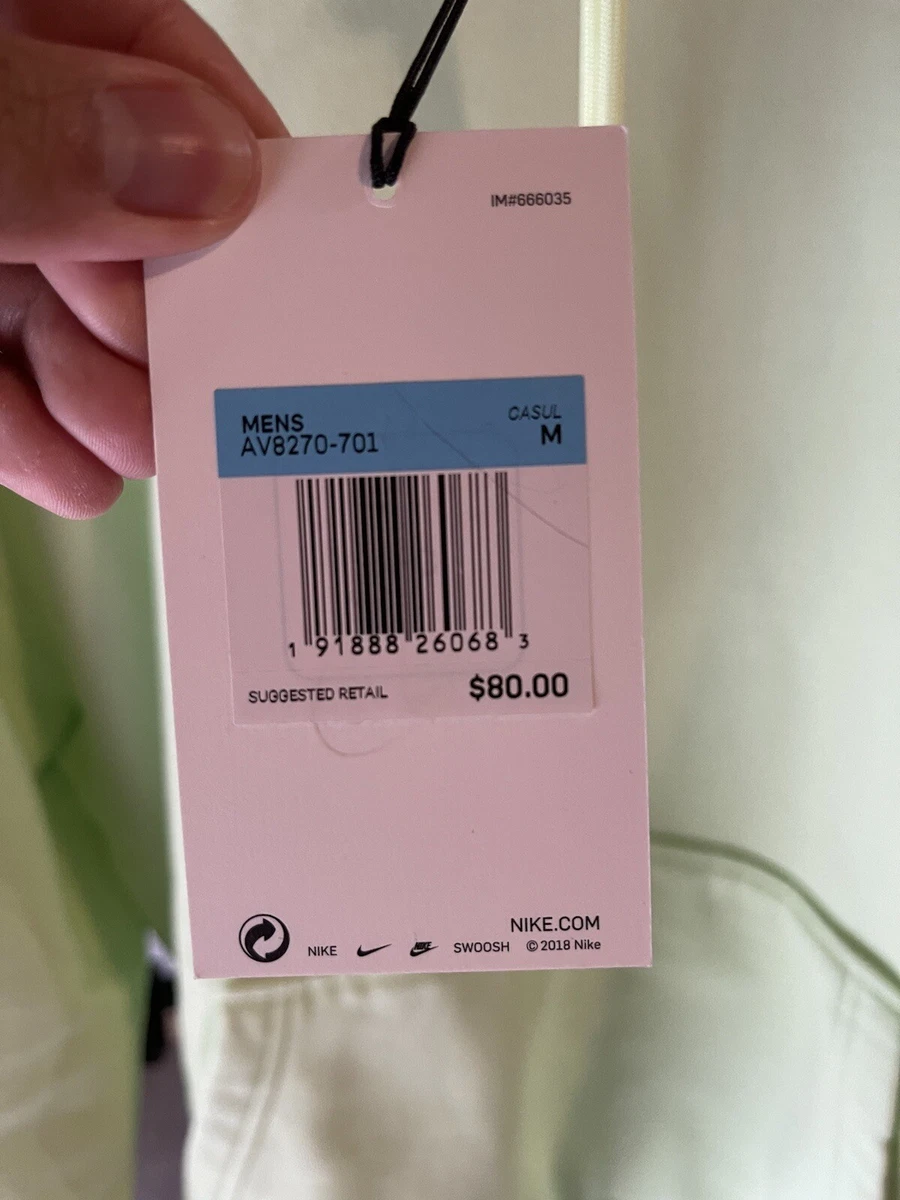 IM#666035
MENS
CASUL
AV8270-701
M
1 91888 26068 3
SUGGESTED RETAIL $80.00
NIKE.COM
NIKE NIKE SWOOSH © 2018 Nike